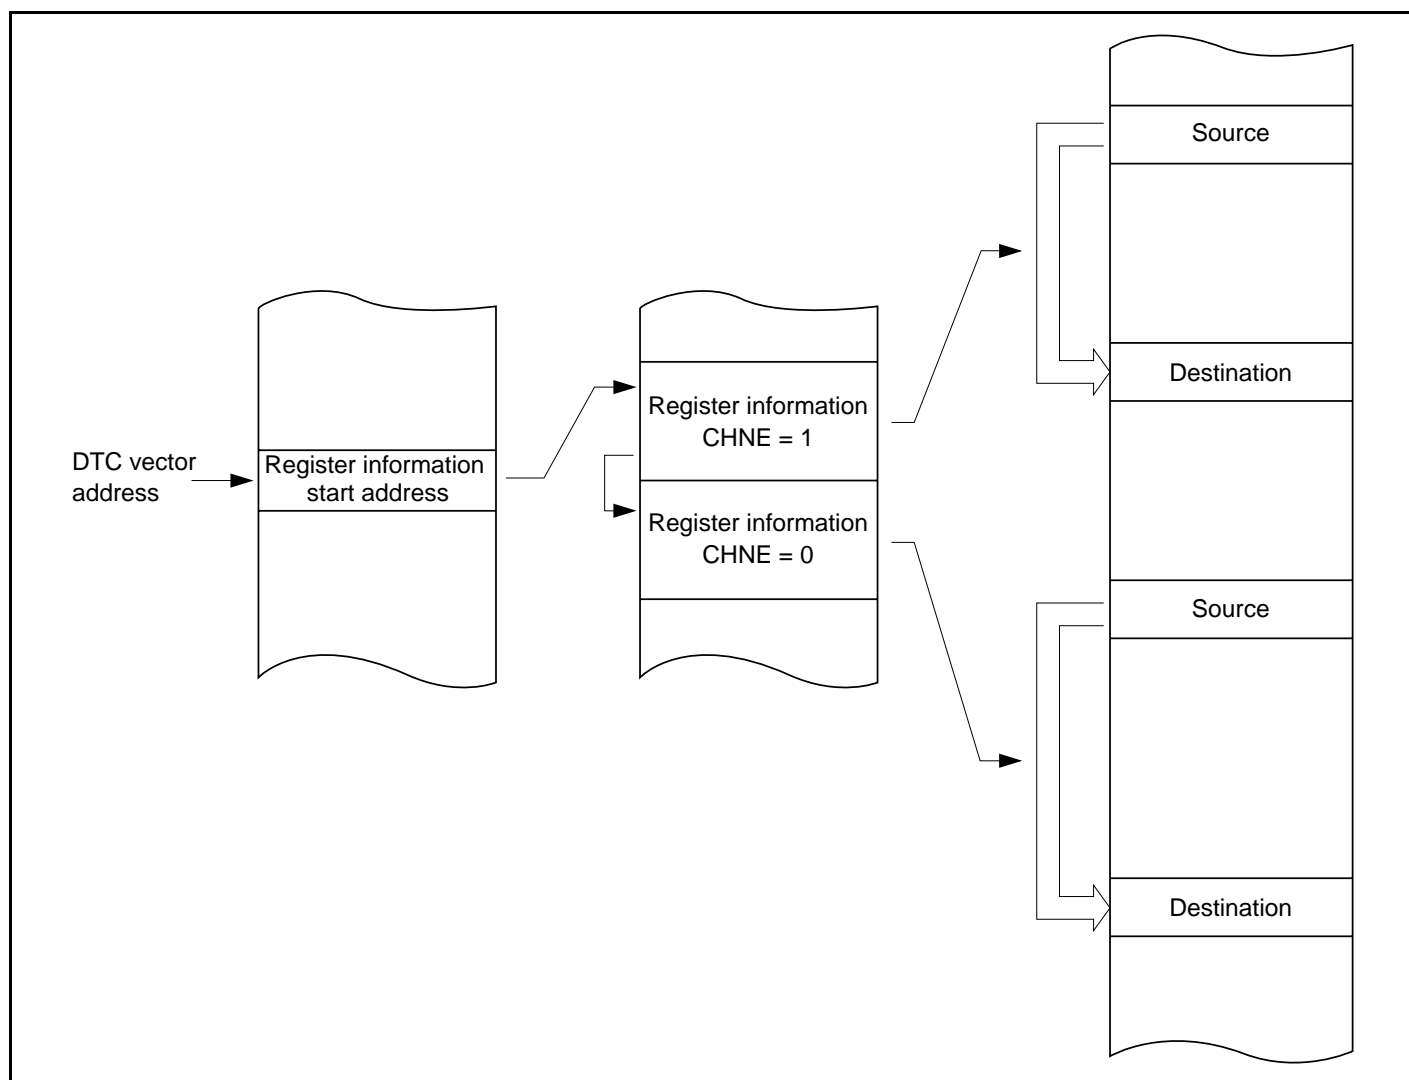 DTC vector
address
Register information
start address
Register information
CHNE = 1
Register information
CHNE = 0
Source
Destination
Source
Destination